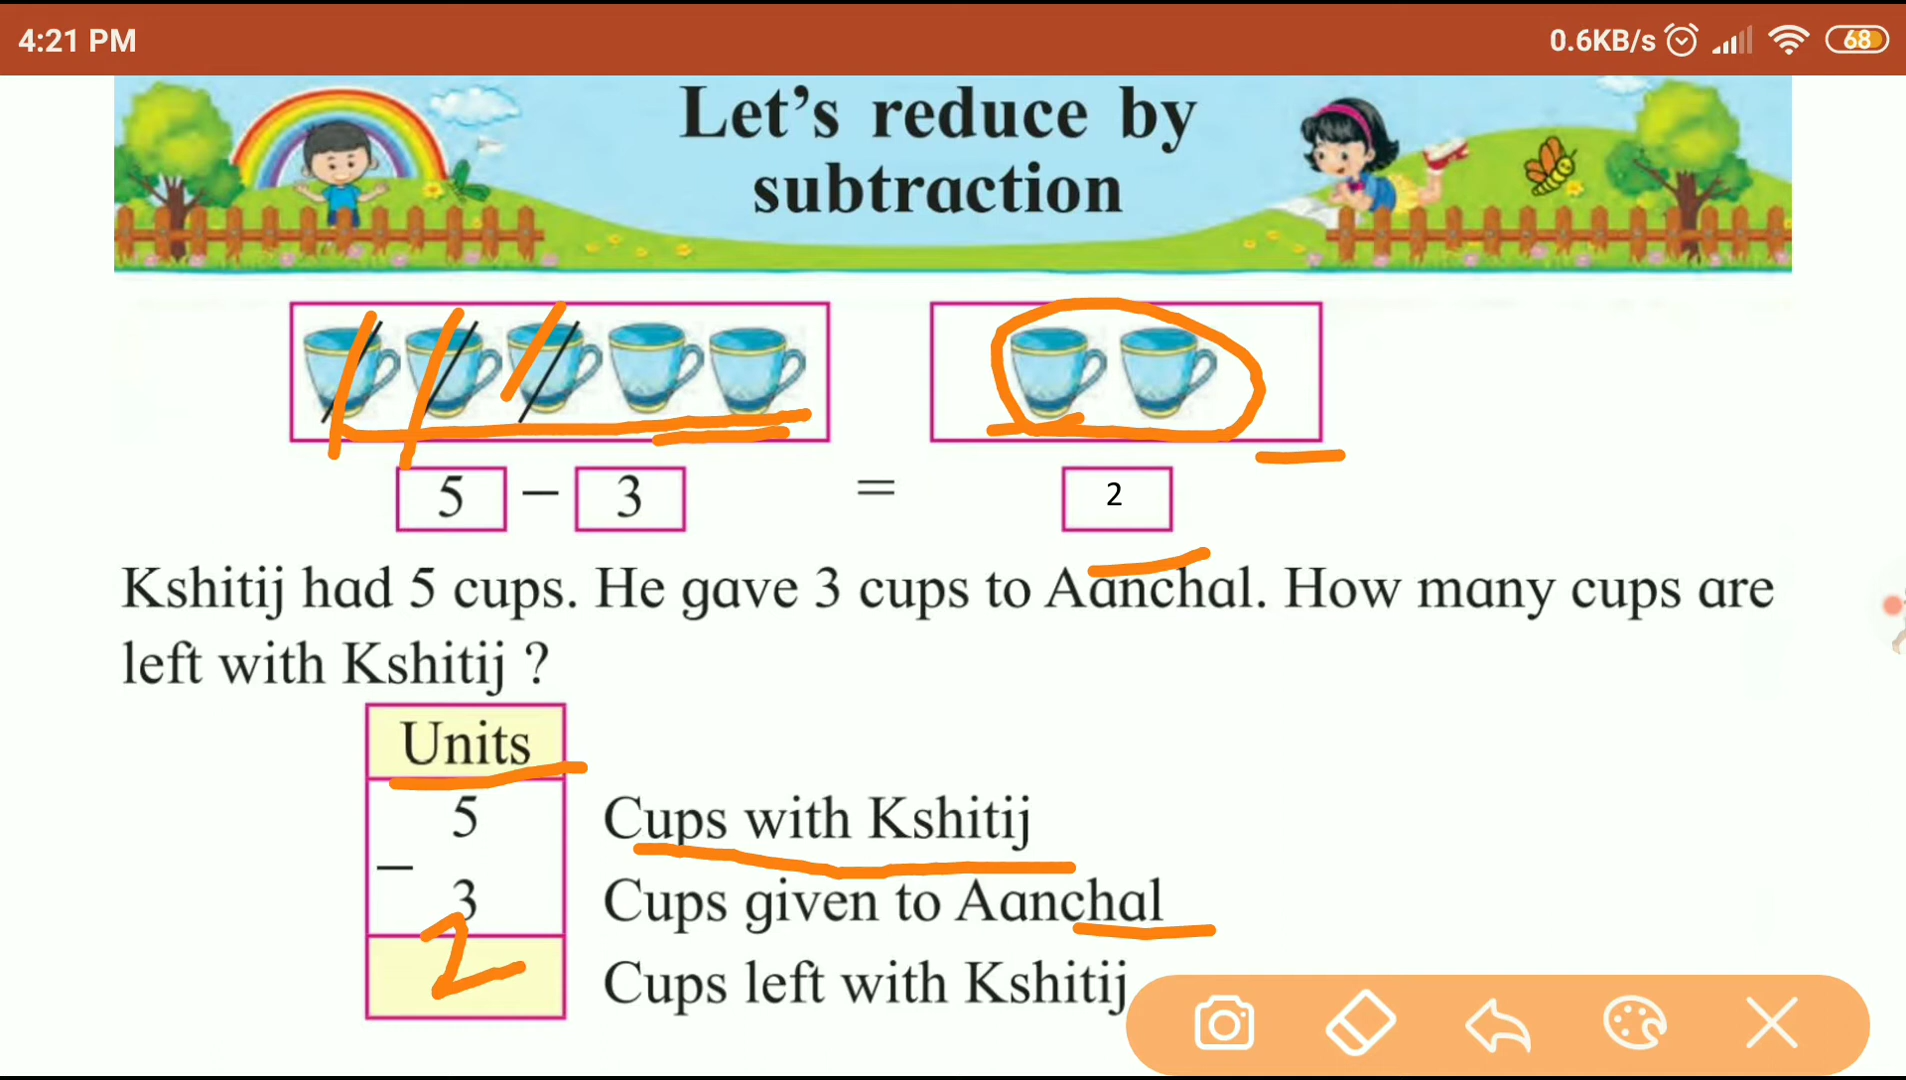 4:21 PM
0.6KB/s
68
Let's reduce by
subtraction
5 − 3 = 2
Kshitij had 5 cups. He gave 3 cups to Aanchal. How many cups are
left with Kshitij ?
Units
5 Cups with Kshitij
−
3 Cups given to Aanchal
2 Cups left with Kshitij